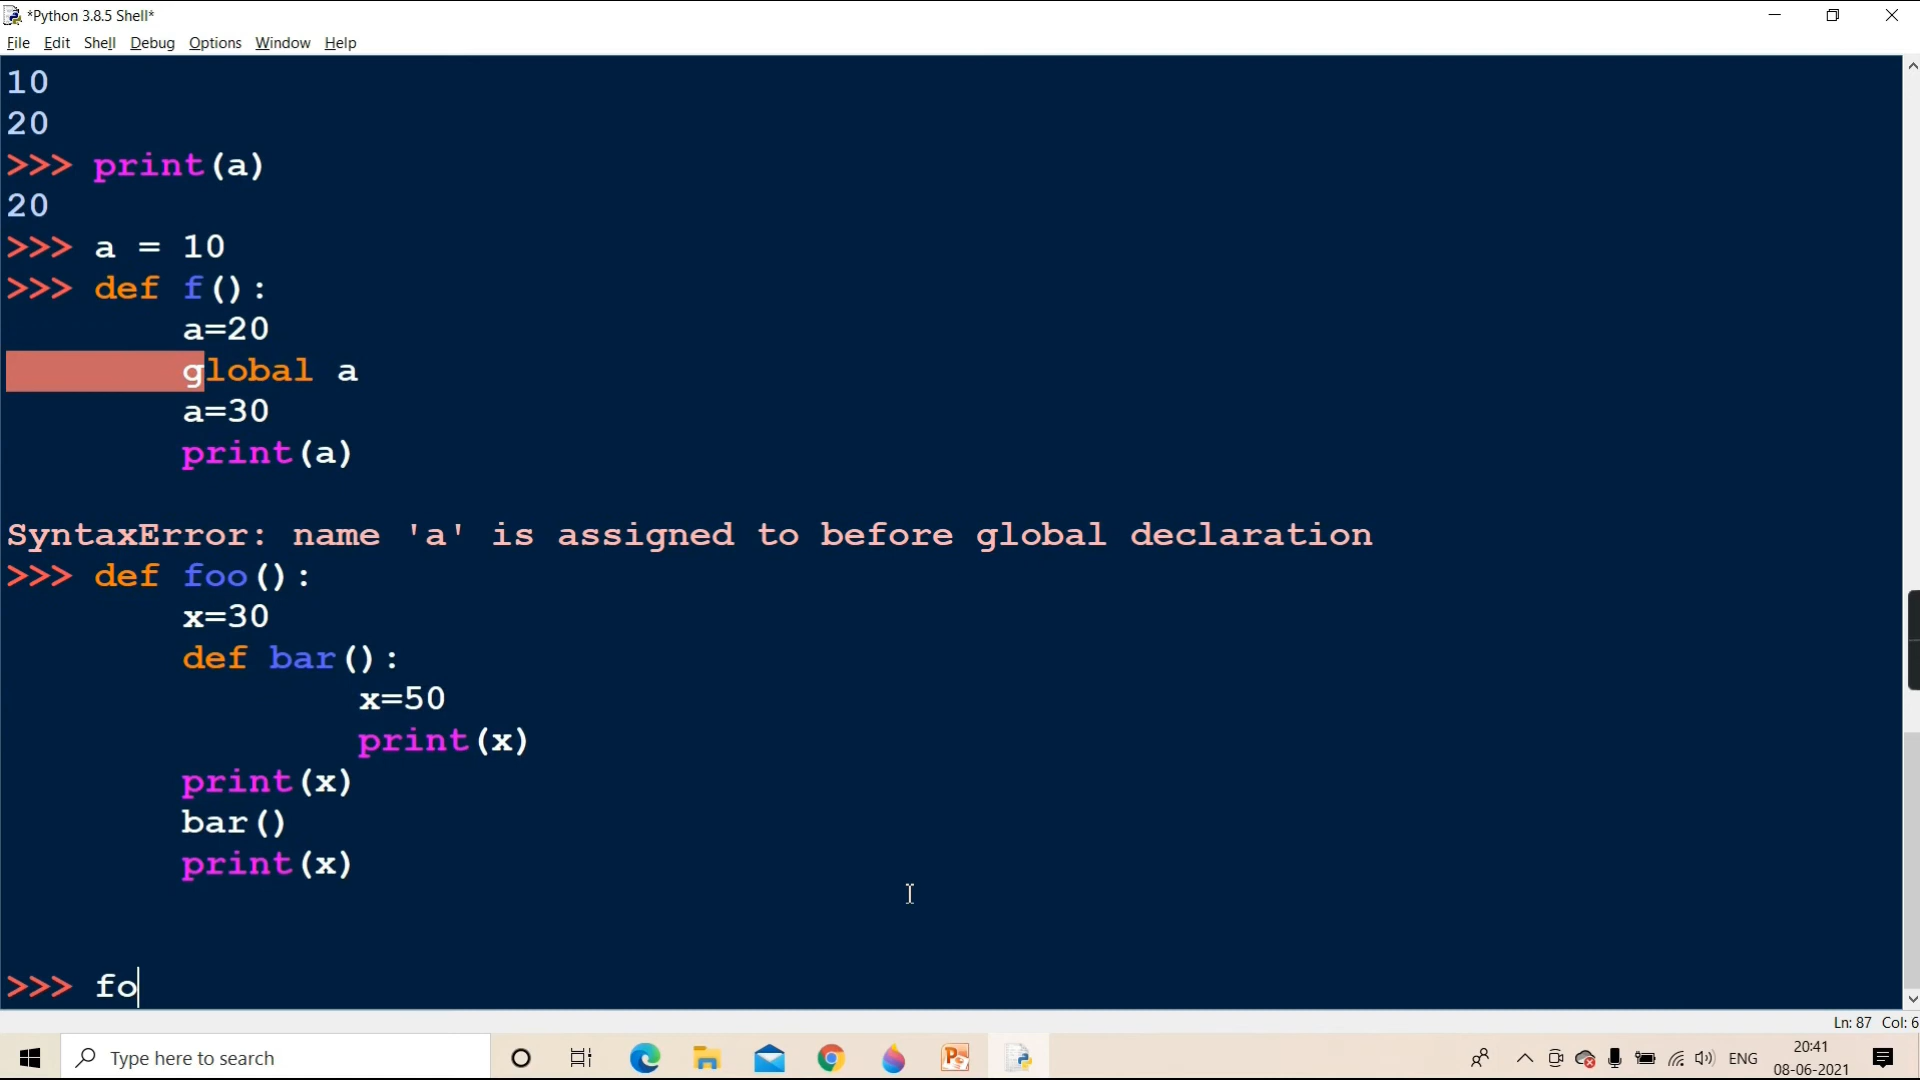 *Python 3.8.5 Shell*
File Edit Shell Debug Options Window Help
10
20
>>> print(a)
20
>>> a = 10
>>> def f():
        a=20
        global a
        a=30
        print(a)
SyntaxError: name 'a' is assigned to before global declaration
>>> def foo():
        x=30
        def bar():
                x=50
                print(x)
        print(x)
        bar()
        print(x)
>>> fo
Ln: 87 Col: 6
Type here to search
ENG
20:41
08-06-2021